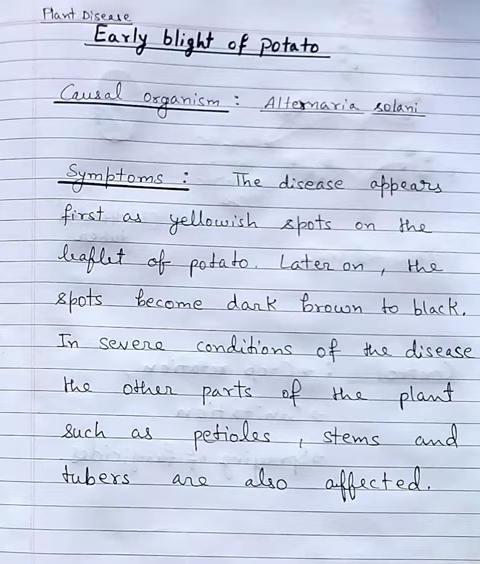 Plant Disease
Early blight of potato
Causal organism : Alternaria solani
Symptoms : The disease appears
first as yellowish spots on the
leaflet of potato. Later on, the
spots become dark brown to black.
In severe conditions of the disease
the other parts of the plant
such as petioles, stems and
tubers are also affected.